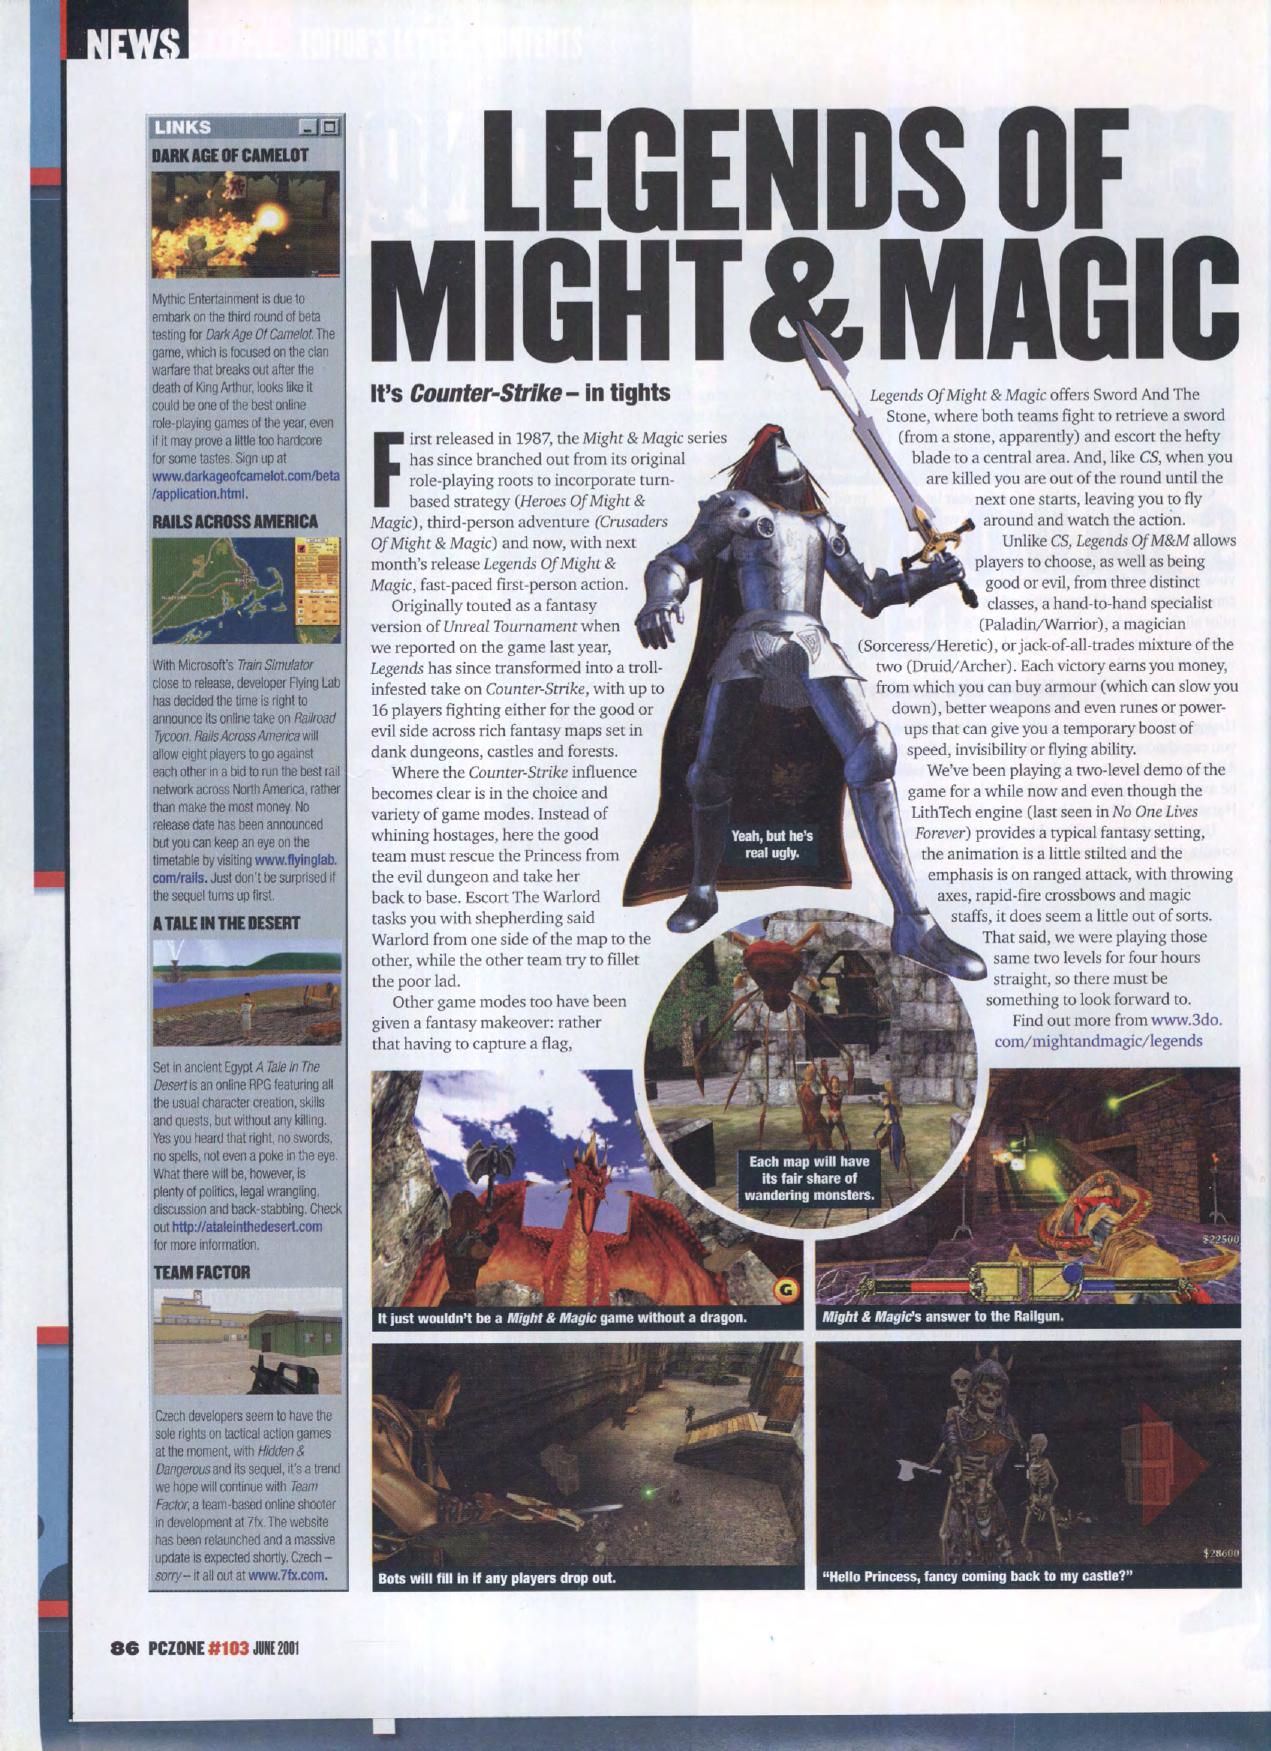 NEWS
LINKS
DARK AGE OF CAMELOT
Mythic Entertainment is due to
embark on the third round of beta
testing for Dark Age Of Camelot. The
game, which is focused on the clan
warfare that breaks out after the
death of King Arthur, looks like it
could be one of the best online
role-playing games of the year, even
if it may prove a little too hardcore
for some tastes. Sign up at
www.darkageofcamelot.com/beta
/application.html.
RAILS ACROSS AMERICA
With Microsoft's Train Simulator
close to release, developer Flying Lab
has decided the time is right to
announce its online take on Railroad
Tycoon. Rails Across America will
allow eight players to go against
each other in a bid to run the best rail
network across North America, rather
than make the most money. No
release date has been announced
but you can keep an eye on the
timetable by visiting www.flyinglab.
com/rails. Just don't be surprised if
the sequel turns up first.
A TALE IN THE DESERT
Set in ancient Egypt A Tale In The
Desert is an online RPG featuring all
the usual character creation, skills
and quests, but without any killing.
Yes you heard that right, no swords,
no spells, not even a poke in the eye.
What there will be, however, is
plenty of politics, legal wrangling,
discussion and back-stabbing. Check
out http://ataleinthedesert.com
for more information.
TEAM FACTOR
Czech developers seem to have the
sole rights on tactical action games
at the moment, with Hidden &
Dangerous and its sequel, it's a trend
we hope will continue with Team
Factor, a team-based online shooter
in development at 7fx. The website
has been relaunched and a massive
update is expected shortly. Czech –
sorry – it all out at www.7fx.com.
LEGENDS OF
MIGHT & MAGIC
It's Counter-Strike – in tights
First released in 1987, the Might & Magic series
has since branched out from its original
role-playing roots to incorporate turn-
based strategy (Heroes Of Might &
Magic), third-person adventure (Crusaders
Of Might & Magic) and now, with next
month's release Legends Of Might &
Magic, fast-paced first-person action.
Originally touted as a fantasy
version of Unreal Tournament when
we reported on the game last year,
Legends has since transformed into a troll-
infested take on Counter-Strike, with up to
16 players fighting either for the good or
evil side across rich fantasy maps set in
dank dungeons, castles and forests.
Where the Counter-Strike influence
becomes clear is in the choice and
variety of game modes. Instead of
whining hostages, here the good
team must rescue the Princess from
the evil dungeon and take her
back to base. Escort The Warlord
tasks you with shepherding said
Warlord from one side of the map to the
other, while the other team try to fillet
the poor lad.
Other game modes too have been
given a fantasy makeover: rather
that having to capture a flag,
Legends Of Might & Magic offers Sword And The
Stone, where both teams fight to retrieve a sword
(from a stone, apparently) and escort the hefty
blade to a central area. And, like CS, when you
are killed you are out of the round until the
next one starts, leaving you to fly
around and watch the action.
Unlike CS, Legends Of M&M allows
players to choose, as well as being
good or evil, from three distinct
classes, a hand-to-hand specialist
(Paladin/Warrior), a magician
(Sorceress/Heretic), or jack-of-all-trades mixture of the
two (Druid/Archer). Each victory earns you money,
from which you can buy armour (which can slow you
down), better weapons and even runes or power-
ups that can give you a temporary boost of
speed, invisibility or flying ability.
We've been playing a two-level demo of the
game for a while now and even though the
LithTech engine (last seen in No One Lives
Forever) provides a typical fantasy setting,
the animation is a little stilted and the
emphasis is on ranged attack, with throwing
axes, rapid-fire crossbows and magic
staffs, it does seem a little out of sorts.
That said, we were playing those
same two levels for four hours
straight, so there must be
something to look forward to.
Find out more from www.3do.
com/mightandmagic/legends
Yeah, but he's
real ugly.
Each map will have
its fair share of
wandering monsters.
G
It just wouldn't be a Might & Magic game without a dragon.
$22500
Might & Magic's answer to the Railgun.
Bots will fill in if any players drop out.
$28600
"Hello Princess, fancy coming back to my castle?"
86 PCZONE #103 JUNE 2001